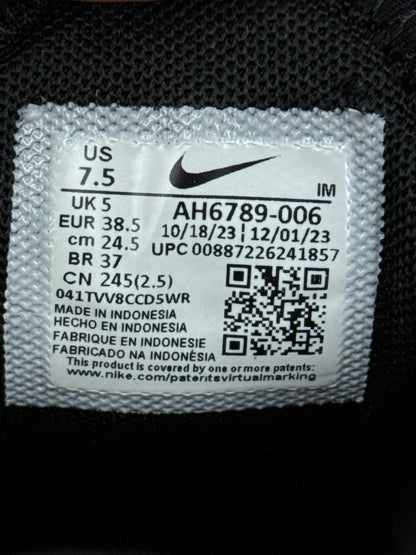 US
7.5
IM
UK 5
EUR 38.5
cm 24.5
BR 37
CN 245(2.5)
AH6789-006
10/18/23 | 12/01/23
UPC 00887226241857
041TVV8CCD5WR
MADE IN INDONESIA
HECHO EN INDONESIA
FABRIQUE EN INDONESIE
FABRICADO NA INDONÉSIA
This product is covered by one or more patents:
www.nike.com/patentsvirtualmarking